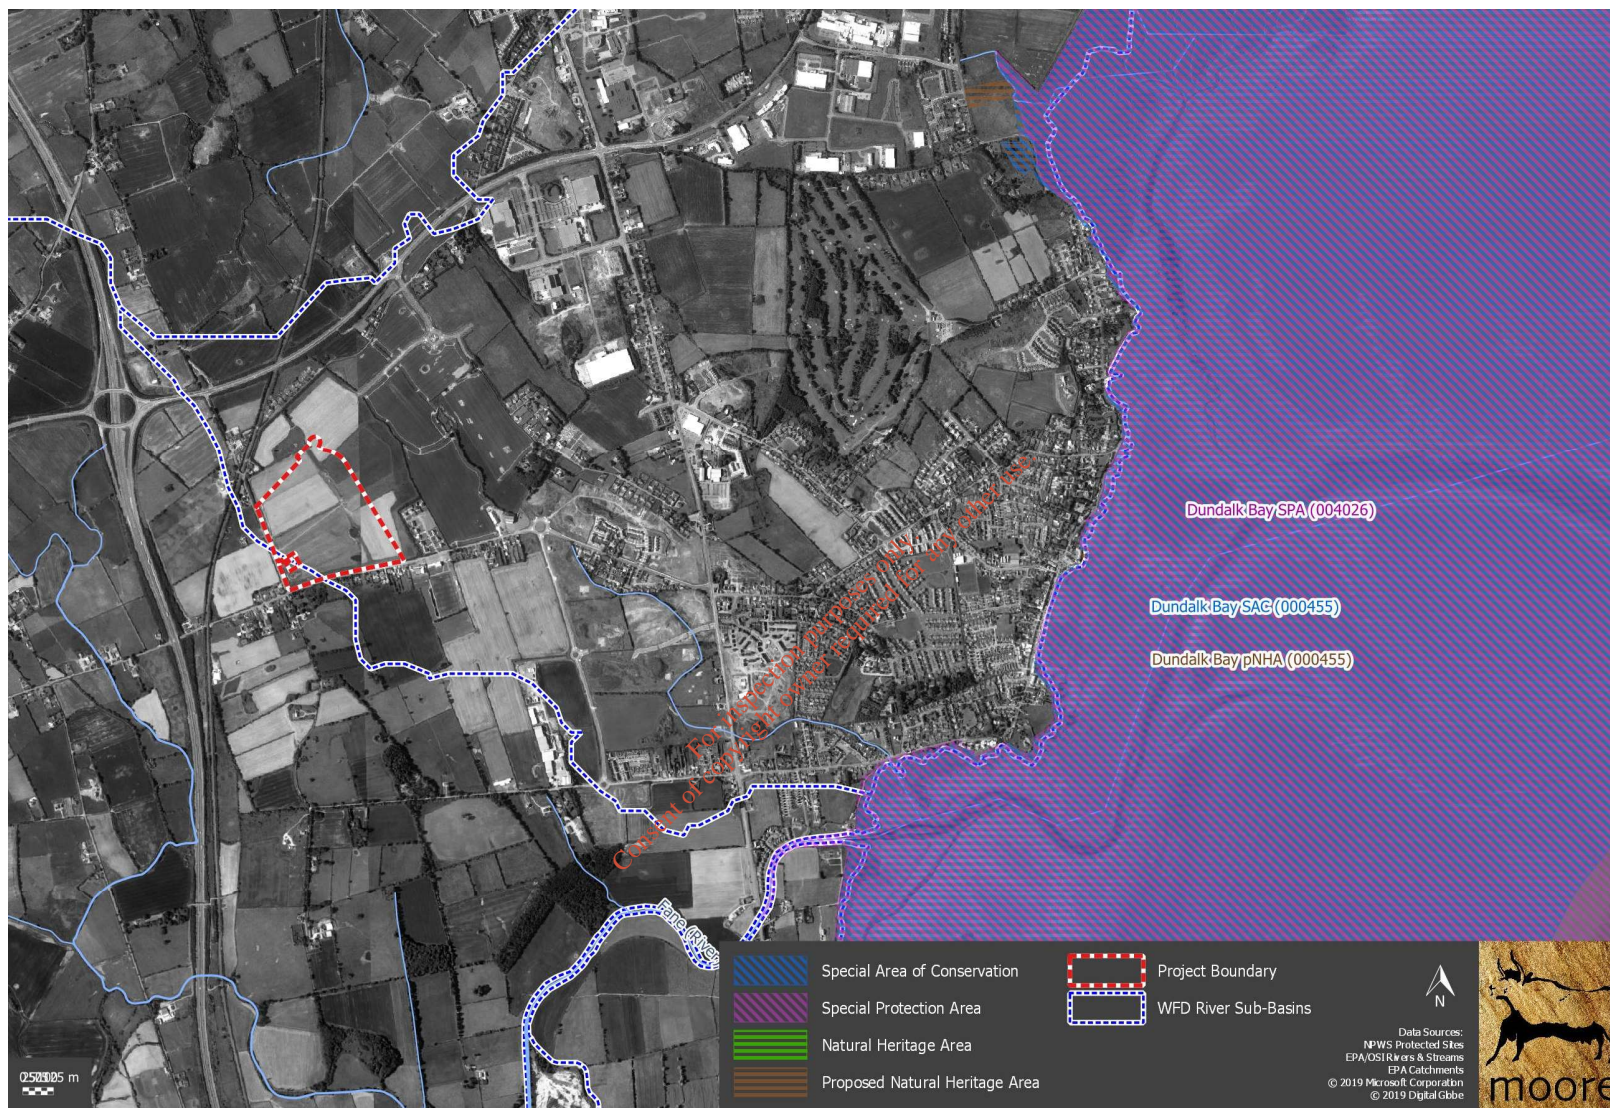 Dundalk Bay SPA (004026)
Dundalk Bay SAC (000455)
Dundalk Bay pNHA (000455)
For inspection purposes only.
Consent of copyright owner required for any other use.
Fane (River
Special Area of Conservation
Special Protection Area
Natural Heritage Area
Proposed Natural Heritage Area
Project Boundary
WFD River Sub-Basins
N
Data Sources:
NPWS Protected Sites
EPA/OSI Rivers & Streams
EPA Catchments
© 2019 Microsoft Corporation
© 2019 DigitalGlobe
moore
m